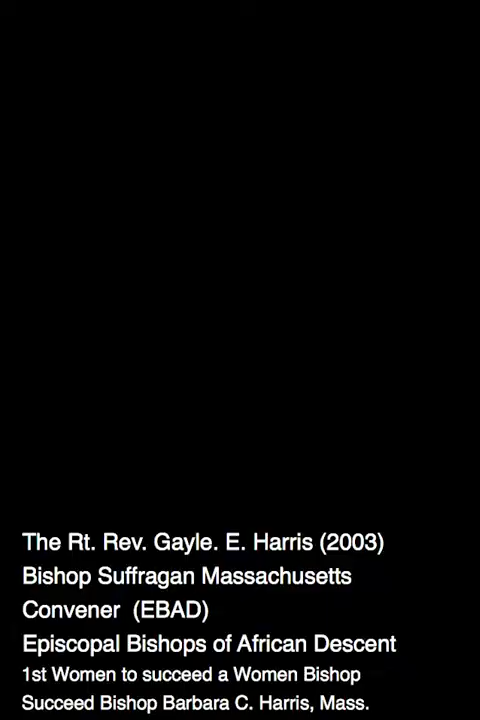 The Rt. Rev. Gayle. E. Harris (2003)
Bishop Suffragan Massachusetts
Convener  (EBAD)
Episcopal Bishops of African Descent
1st Women to succeed a Women Bishop
Succeed Bishop Barbara C. Harris, Mass.